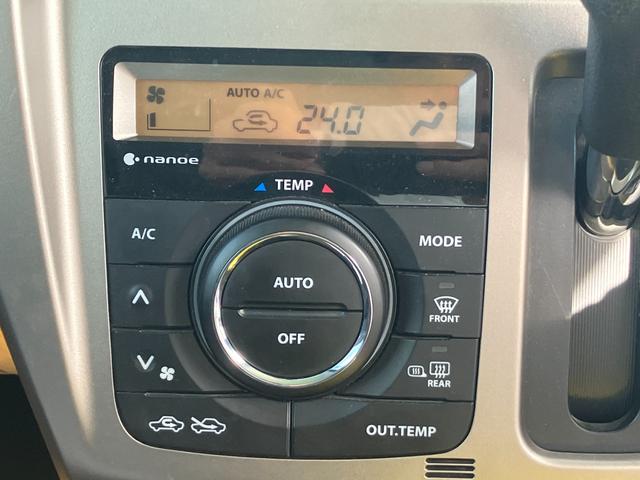 AUTO A/C
24.0
nanoe
TEMP
A/C
MODE
AUTO
OFF
FRONT
REAR
OUT.TEMP